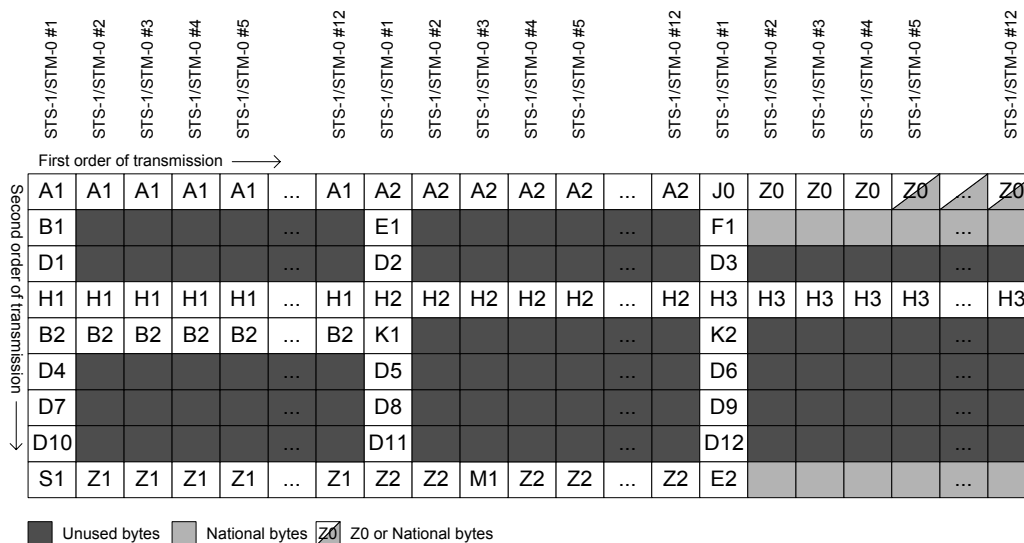 STS-1/STM-0 #1 STS-1/STM-0 #2 STS-1/STM-0 #3 STS-1/STM-0 #4 STS-1/STM-0 #5 STS-1/STM-0 #12 STS-1/STM-0 #1 STS-1/STM-0 #2 STS-1/STM-0 #3 STS-1/STM-0 #4 STS-1/STM-0 #5 STS-1/STM-0 #12 STS-1/STM-0 #1 STS-1/STM-0 #2 STS-1/STM-0 #3 STS-1/STM-0 #4 STS-1/STM-0 #5 STS-1/STM-0 #12
First order of transmission
Second order of transmission
A1 A1 A1 A1 A1 ... A1 A2 A2 A2 A2 A2 ... A2 J0 Z0 Z0 Z0 Z0 ... Z0
B1 ... E1 ... F1 ...
D1 ... D2 ... D3 ...
H1 H1 H1 H1 H1 ... H1 H2 H2 H2 H2 H2 ... H2 H3 H3 H3 H3 H3 ... H3
B2 B2 B2 B2 B2 ... B2 K1 ... K2 ...
D4 ... D5 ... D6 ...
D7 ... D8 ... D9 ...
D10 ... D11 ... D12 ...
S1 Z1 Z1 Z1 Z1 ... Z1 Z2 Z2 M1 Z2 Z2 ... Z2 E2 ...
Unused bytes National bytes Z0 Z0 or National bytes